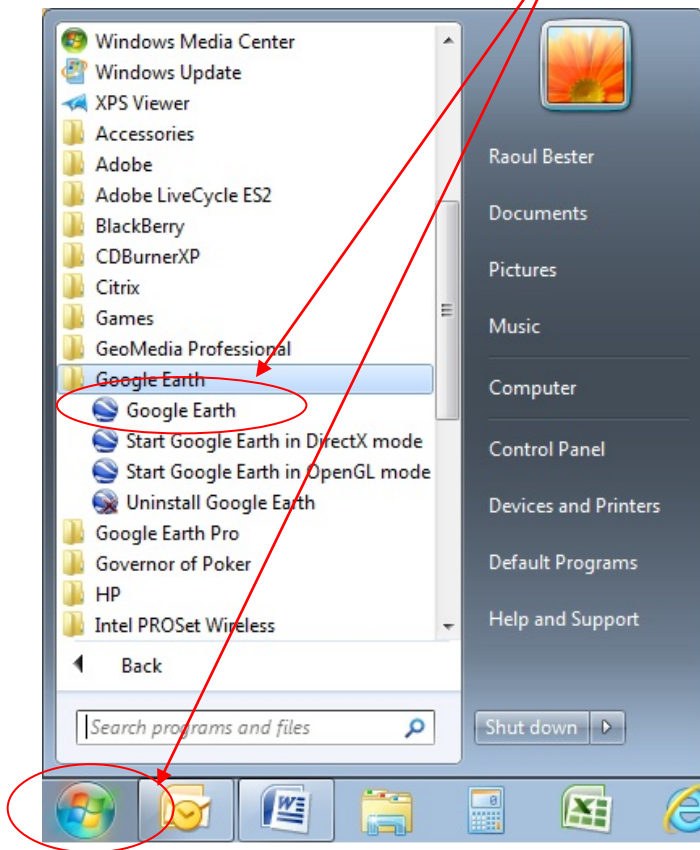 Windows Media Center
Windows Update
XPS Viewer
Accessories
Adobe
Adobe LiveCycle ES2
BlackBerry
CDBurnerXP
Citrix
Games
GeoMedia Professional
Google Earth
Google Earth
Start Google Earth in DirectX mode
Start Google Earth in OpenGL mode
Uninstall Google Earth
Google Earth Pro
Governor of Poker
HP
Intel PROSet Wireless
Back
Search programs and files
Raoul Bester
Documents
Pictures
Music
Computer
Control Panel
Devices and Printers
Default Programs
Help and Support
Shut down